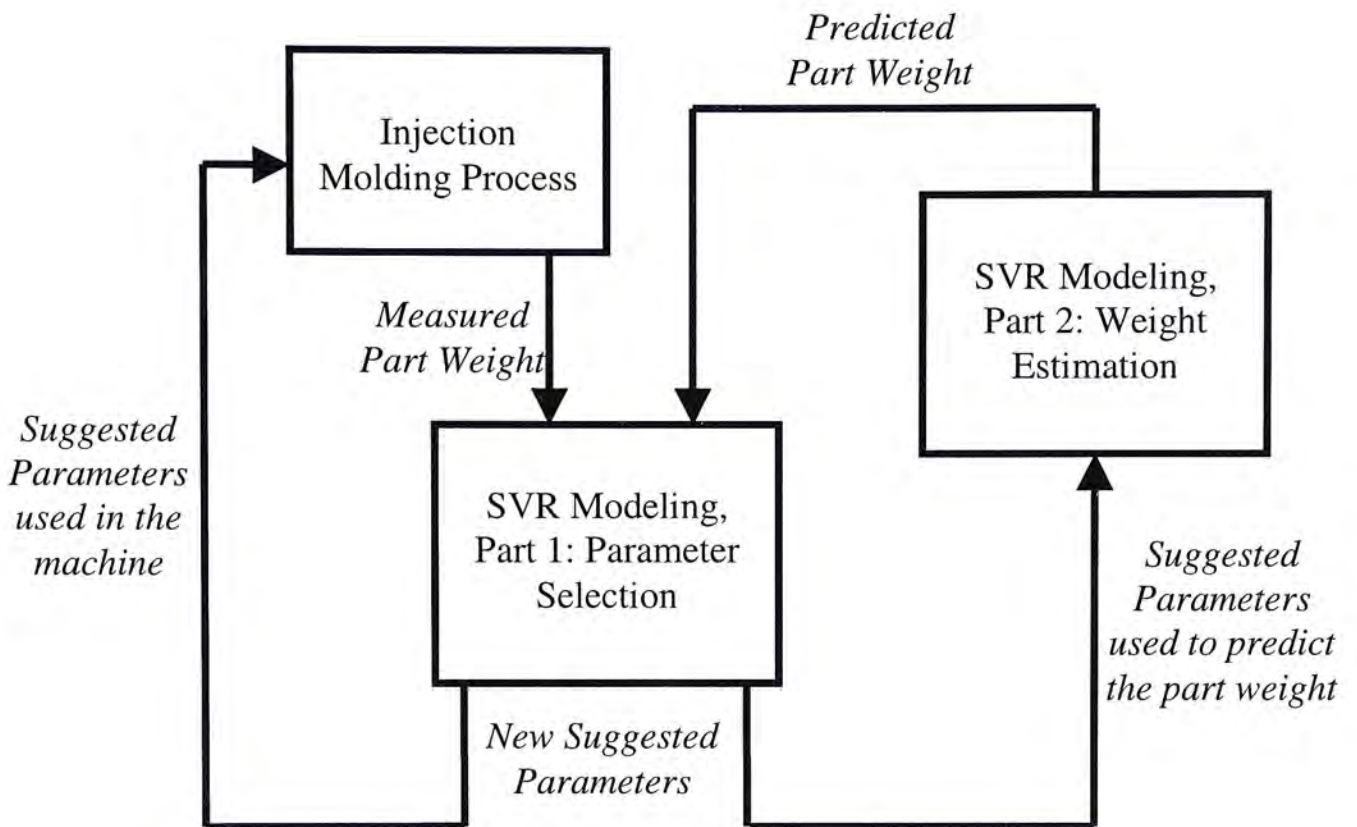 Predicted
Part Weight
Injection
Molding Process
SVR Modeling,
Part 2: Weight
Estimation
Measured
Part Weight
Suggested
Parameters
used in the
machine
SVR Modeling,
Part 1: Parameter
Selection
Suggested
Parameters
used to predict
the part weight
New Suggested
Parameters